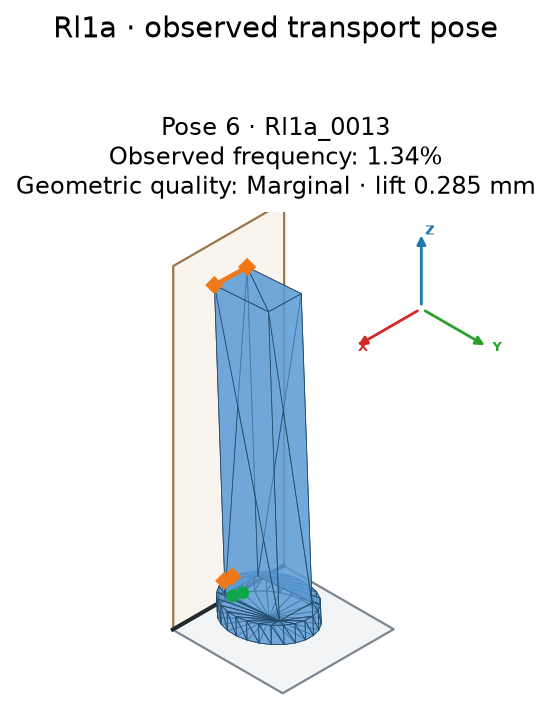 Rl1a · observed transport pose
Pose 6 · Rl1a_0013
Observed frequency: 1.34%
Geometric quality: Marginal · lift 0.285 mm
Z
X
Y